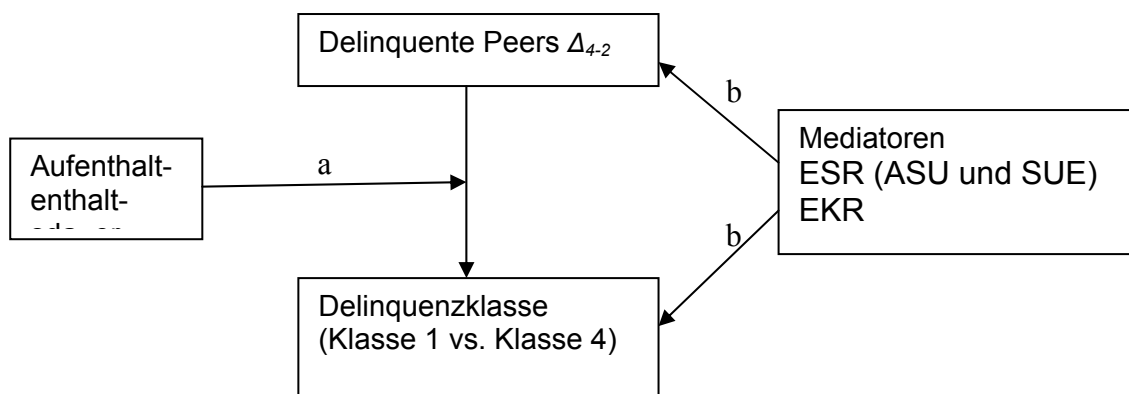 Delinquente Peers Δ4-2
b
Mediatoren
ESR (ASU und SUE)
EKR
Aufenthalt-
enthalt-
a
b
Delinquenzklasse
(Klasse 1 vs. Klasse 4)